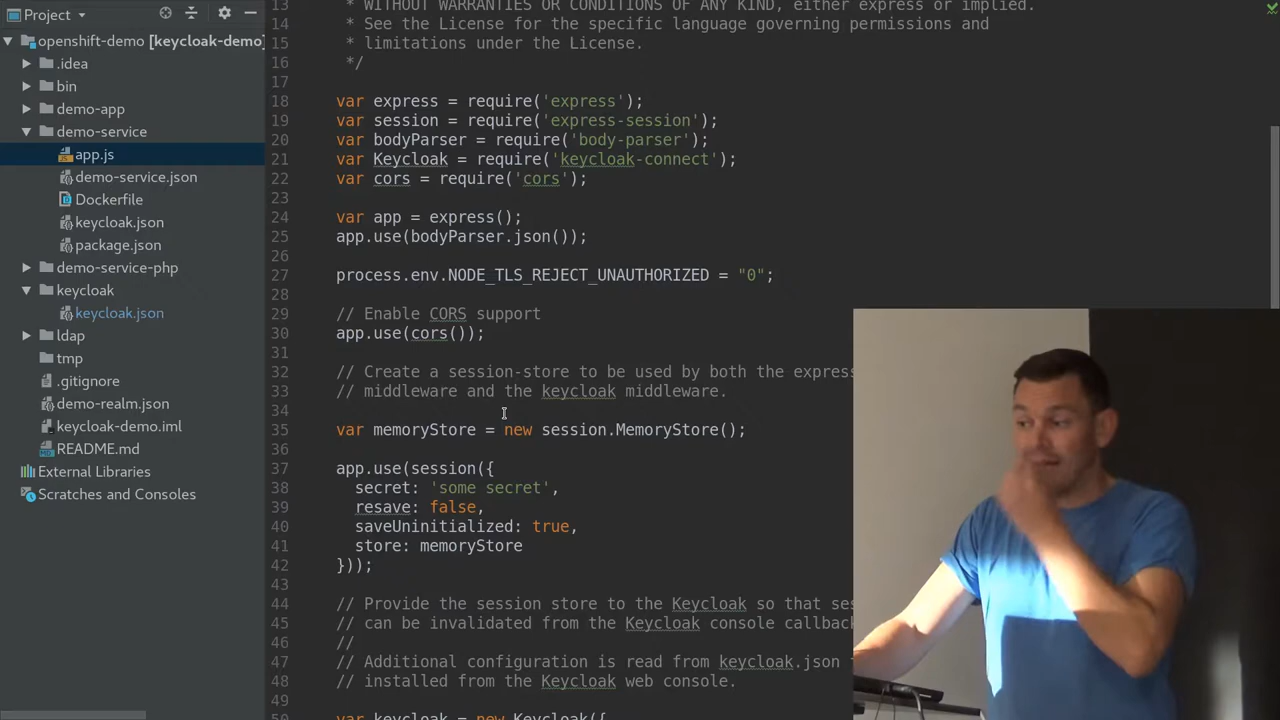 Project
openshift-demo [keycloak-demo]
.idea
bin
demo-app
demo-service
app.js
demo-service.json
Dockerfile
keycloak.json
package.json
demo-service-php
keycloak
keycloak.json
ldap
tmp
.gitignore
demo-realm.json
keycloak-demo.iml
README.md
External Libraries
Scratches and Consoles
13 * WITHOUT WARRANTIES OR CONDITIONS OF ANY KIND, either express or implied.
14 * See the License for the specific language governing permissions and
15 * limitations under the License.
16 */
17
18 var express = require('express');
19 var session = require('express-session');
20 var bodyParser = require('body-parser');
21 var Keycloak = require('keycloak-connect');
22 var cors = require('cors');
23
24 var app = express();
25 app.use(bodyParser.json());
26
27 process.env.NODE_TLS_REJECT_UNAUTHORIZED = "0";
28
29 // Enable CORS support
30 app.use(cors());
31
32 // Create a session-store to be used by both the express
33 // middleware and the keycloak middleware.
34
35 var memoryStore = new session.MemoryStore();
36
37 app.use(session({
38 secret: 'some secret',
39 resave: false,
40 saveUninitialized: true,
41 store: memoryStore
42 }));
43
44 // Provide the session store to the Keycloak so that ses
45 // can be invalidated from the Keycloak console callback
46 //
47 // Additional configuration is read from keycloak.json
48 // installed from the Keycloak web console.
49
50 var keycloak = new Keycloak({